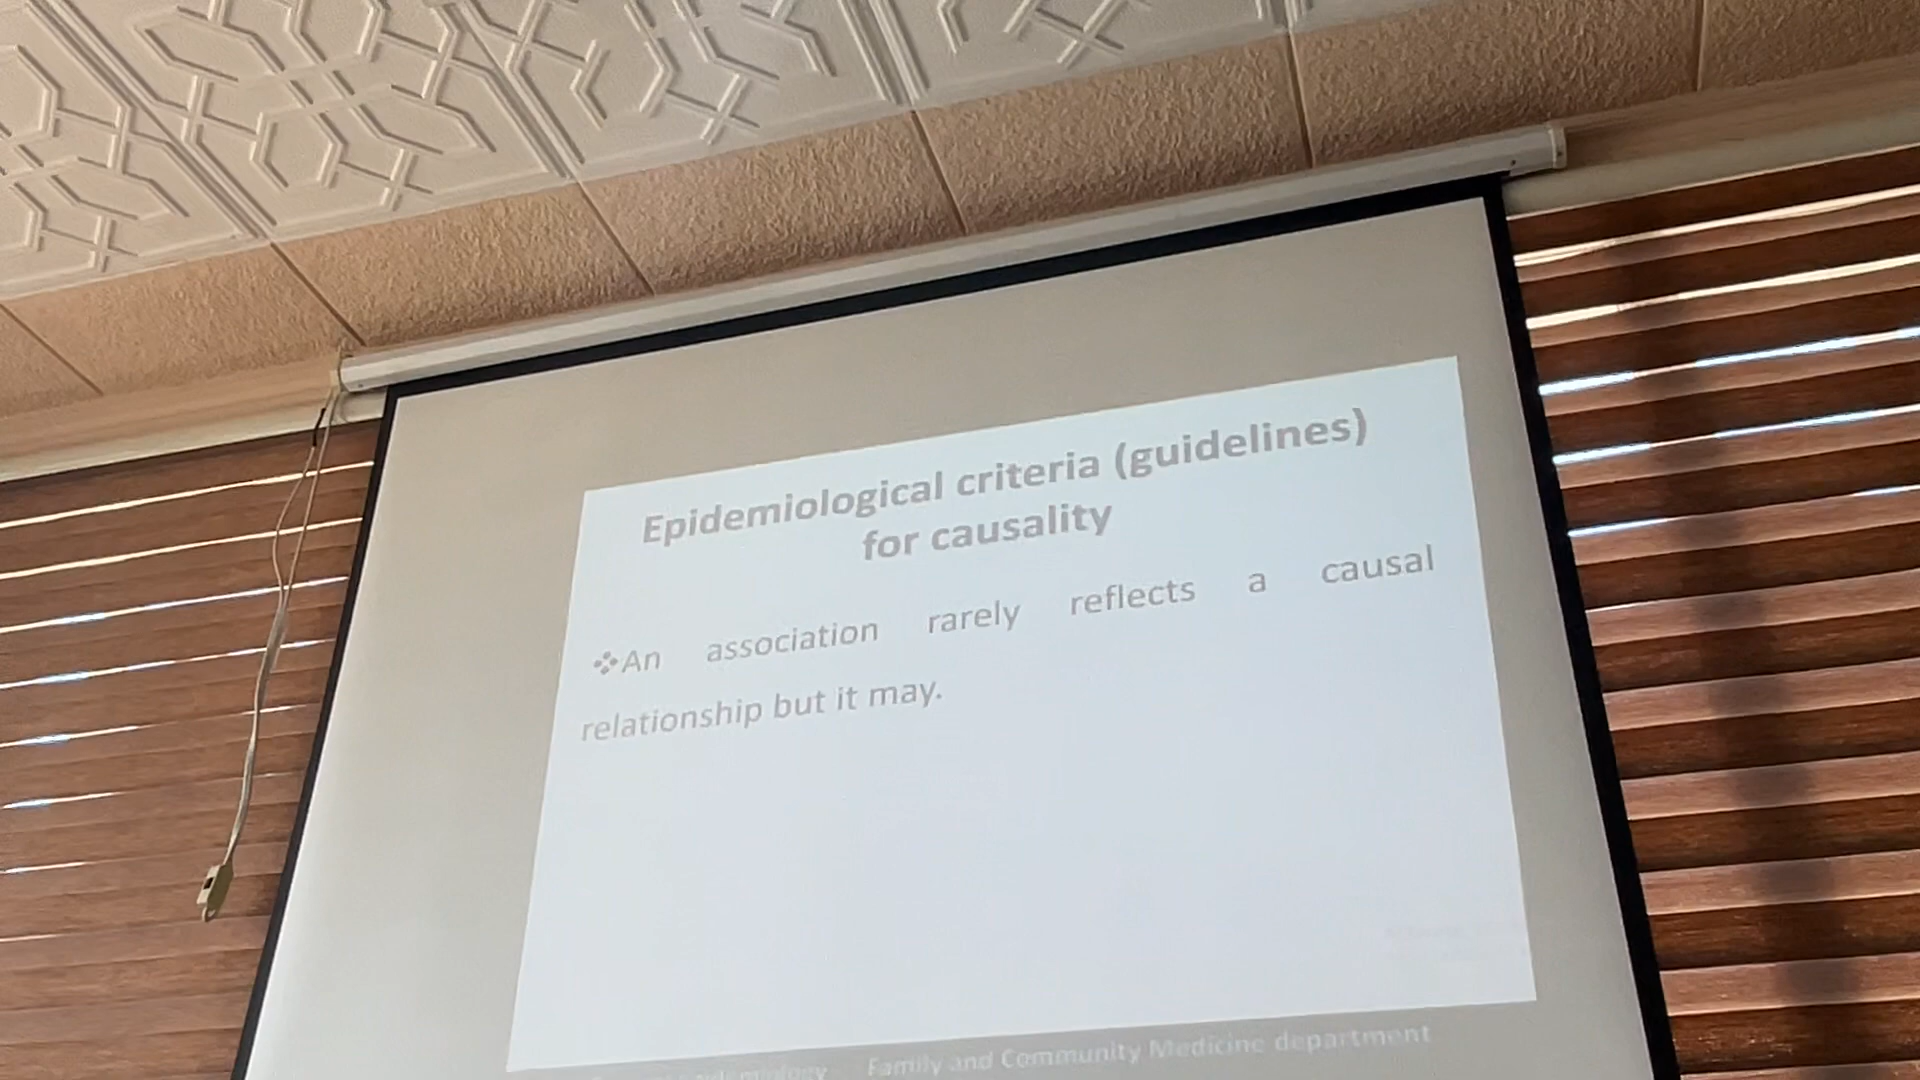 Epidemiological criteria (guidelines)
for causality
❖An association rarely reflects a causal
relationship but it may.
Family and Community Medicine department